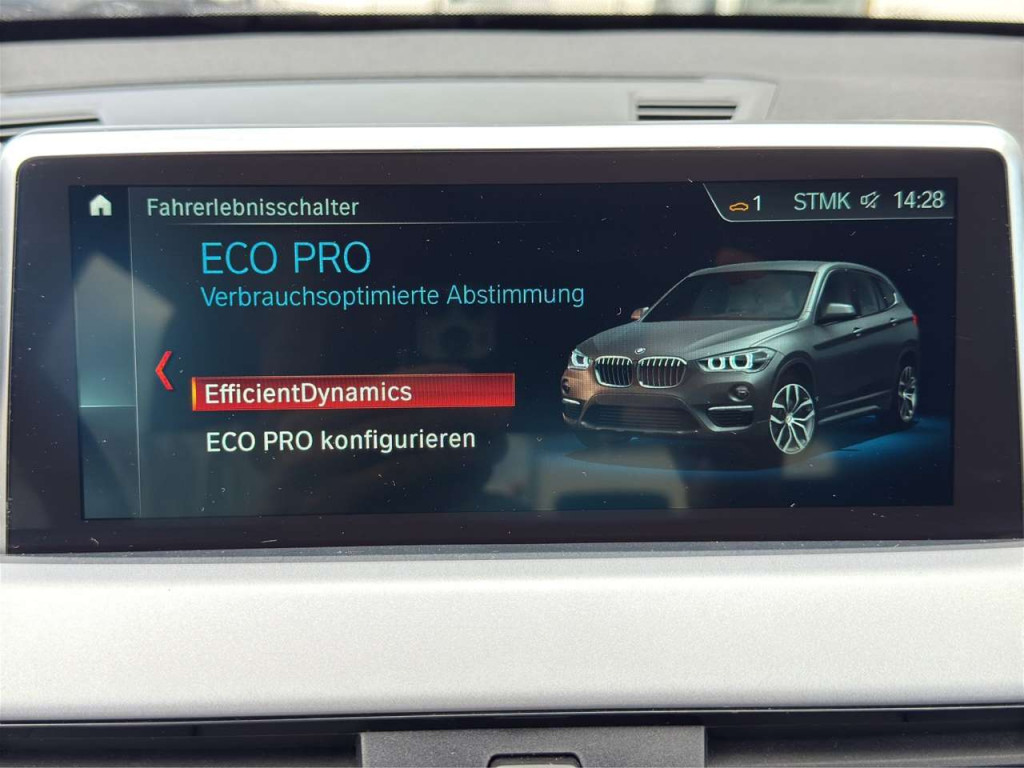 Fahrerlebnisschalter
1 STMK 14:28
ECO PRO
Verbrauchsoptimierte Abstimmung
EfficientDynamics
ECO PRO konfigurieren